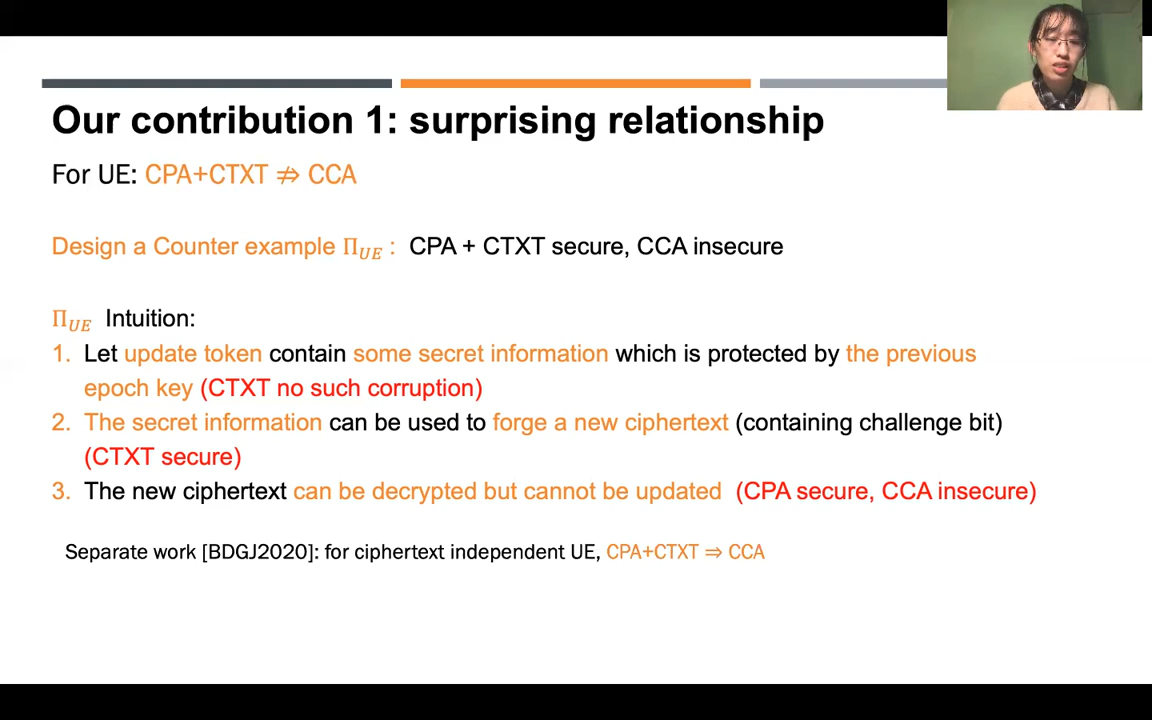 Our contribution 1: surprising relationship
For UE: CPA+CTXT ⇏ CCA
Design a Counter example Π_UE : CPA + CTXT secure, CCA insecure
Π_UE Intuition:
1. Let update token contain some secret information which is protected by the previous
epoch key (CTXT no such corruption)
2. The secret information can be used to forge a new ciphertext (containing challenge bit)
(CTXT secure)
3. The new ciphertext can be decrypted but cannot be updated (CPA secure, CCA insecure)
Separate work [BDGJ2020]: for ciphertext independent UE, CPA+CTXT ⇒ CCA